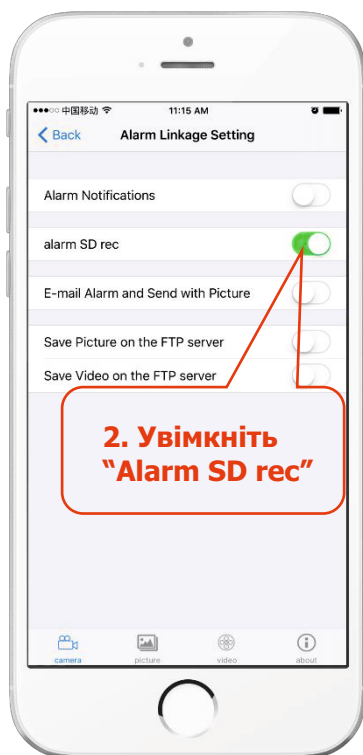 中国移动 11:15 AM
Back Alarm Linkage Setting
Alarm Notifications
alarm SD rec
E-mail Alarm and Send with Picture
Save Picture on the FTP server
Save Video on the FTP server
2. Увімкніть
“Alarm SD rec”
camera picture video about